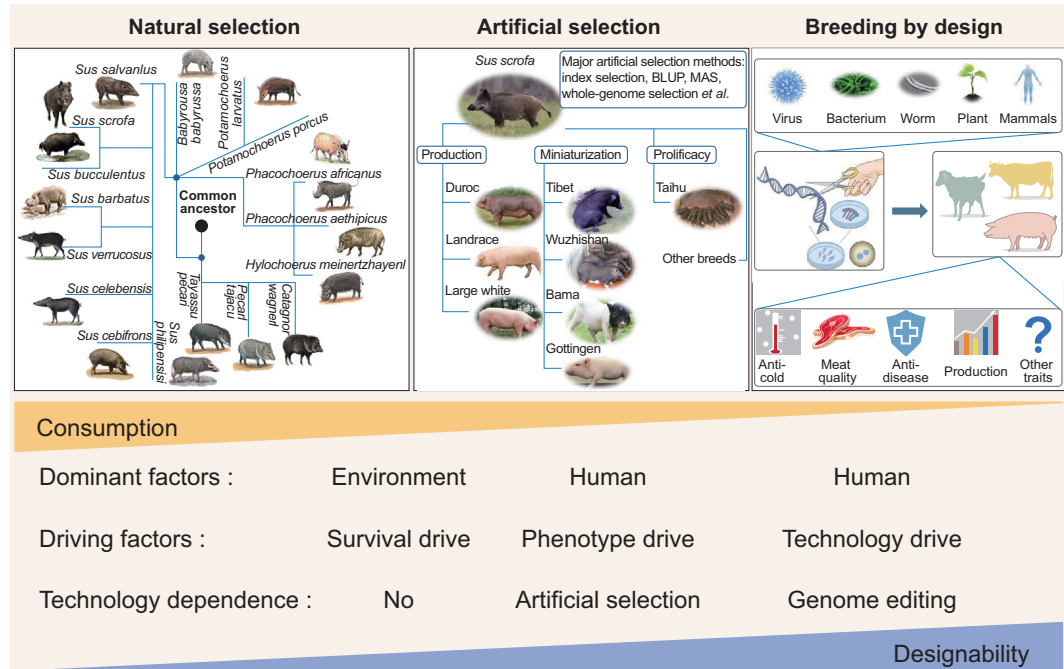 Natural selection
Sus salvanlus
Sus scrofa
Sus bucculentus
Sus barbatus
Sus verrucosus
Sus celebensis
Sus cebifrons
Sus
philipensisi
Babyrousa
babyrussa
Potamochoerus
larvatus
Potamochoerus porcus
Phacochoerus africanus
Phacochoerus aethipicus
Hylochoerus meinertzhayenl
Common
ancestor
Tayassu
pecari
Pecari
tajacu
Catagnor
wagneri
Artificial selection
Sus scrofa
Major artificial selection methods:
index selection, BLUP, MAS,
whole-genome selection et al.
Production
Miniaturization
Prolificacy
Duroc
Landrace
Large white
Tibet
Wuzhishan
Bama
Gottingen
Taihu
Other breeds
Breeding by design
Virus
Bacterium
Worm
Plant
Mammals
Anti-
cold
Meat
quality
Anti-
disease
Production
?
Other
traits
Consumption
Dominant factors : Environment Human Human
Driving factors : Survival drive Phenotype drive Technology drive
Technology dependence : No Artificial selection Genome editing
Designability